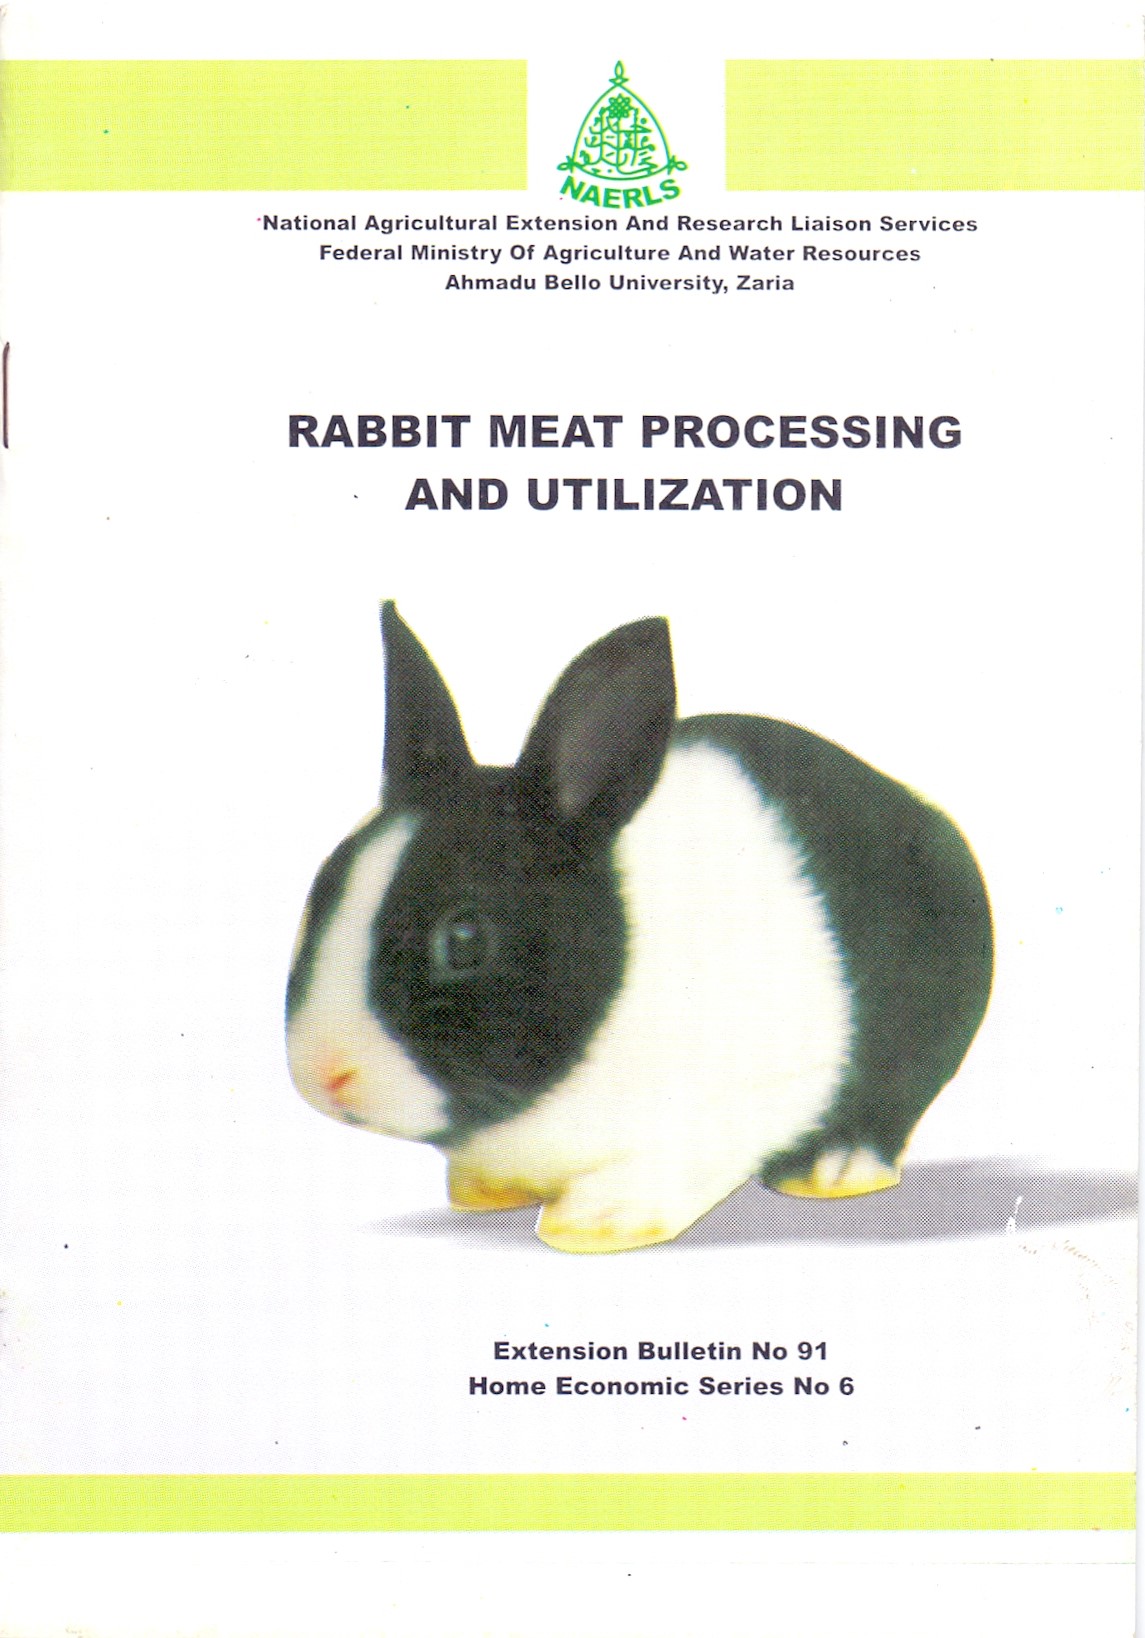 NAERLS
National Agricultural Extension And Research Liaison Services
Federal Ministry Of Agriculture And Water Resources
Ahmadu Bello University, Zaria
RABBIT MEAT PROCESSING
AND UTILIZATION
Extension Bulletin No 91
Home Economic Series No 6